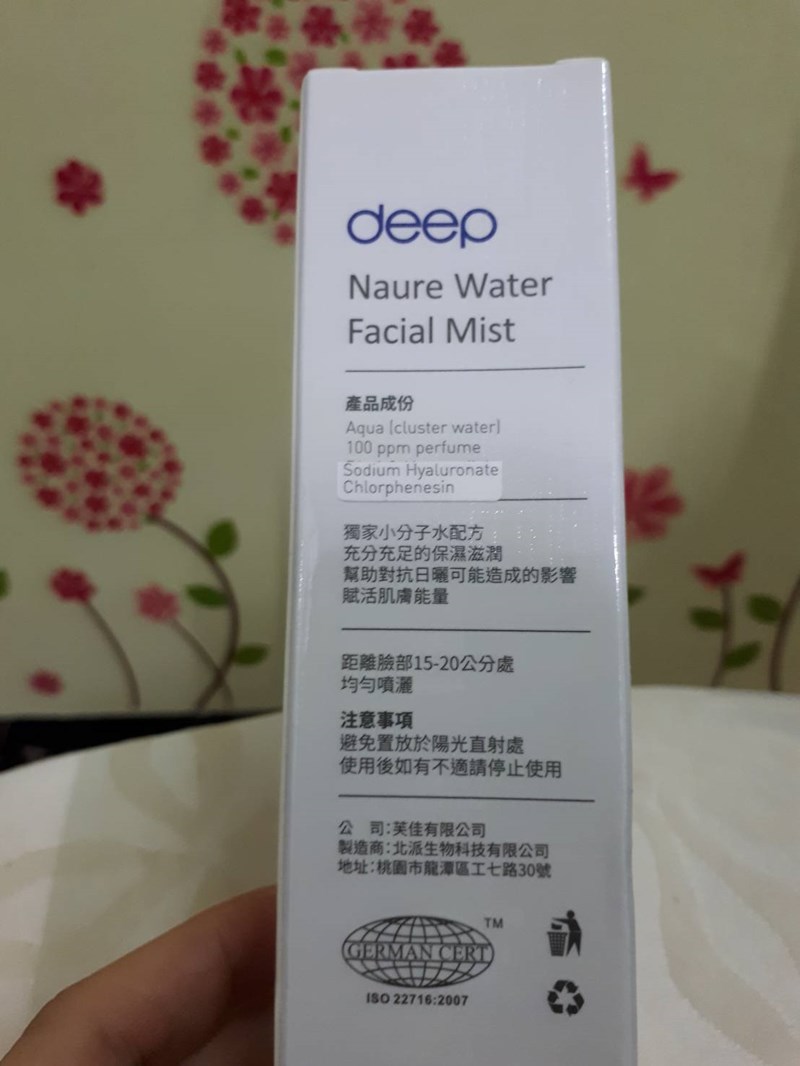 deep
Naure Water
Facial Mist
產品成份
Aqua (cluster water)
100 ppm perfume
Sodium Hyaluronate
Chlorphenesin
獨家小分子水配方
充分充足的保濕滋潤
幫助對抗日曬可能造成的影響
賦活肌膚能量
距離臉部15-20公分處
均勻噴灑
注意事項
避免置放於陽光直射處
使用後如有不適請停止使用
公 司:芙佳有限公司
製造商:北派生物科技有限公司
地址:桃園市龍潭區工七路30號
TM
GERMAN CERT
ISO 22716:2007